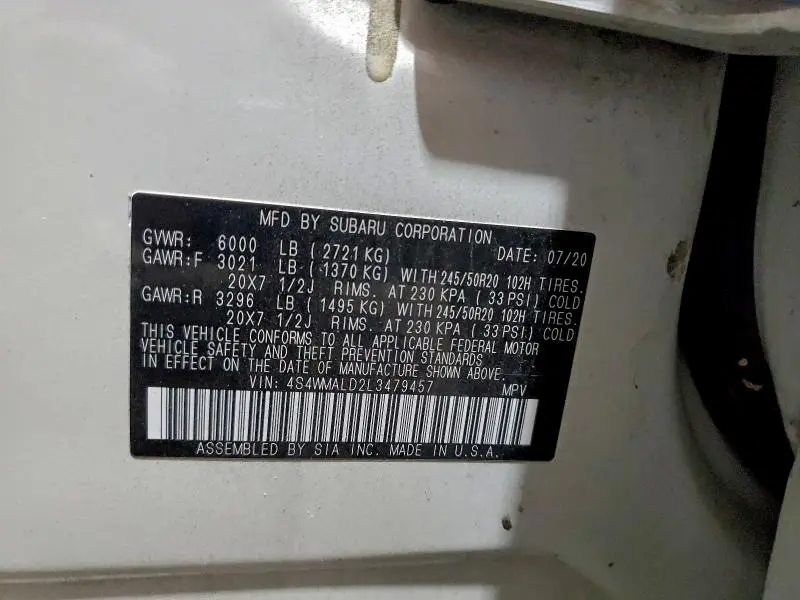 MFD BY SUBARU CORPORATION
GVWR: 6000 LB ( 2721 KG) DATE: 07/20
GAWR:F 3021 LB ( 1370 KG) WITH 245/50R20 102H TIRES.
20X7 1/2J RIMS. AT 230 KPA ( 33 PSI) COLD
GAWR:R 3296 LB ( 1495 KG) WITH 245/50R20 102H TIRES.
20X7 1/2J RIMS. AT 230 KPA ( 33 PSI) COLD
THIS VEHICLE CONFORMS TO ALL APPLICABLE FEDERAL MOTOR
VEHICLE SAFETY AND THEFT PREVENTION STANDARDS
IN EFFECT ON THE DATE OF MANUFACTURE SHOWN ABOVE.
VIN: 4S4WMALD2L3479457 MPV
ASSEMBLED BY SIA INC. MADE IN U.S.A.